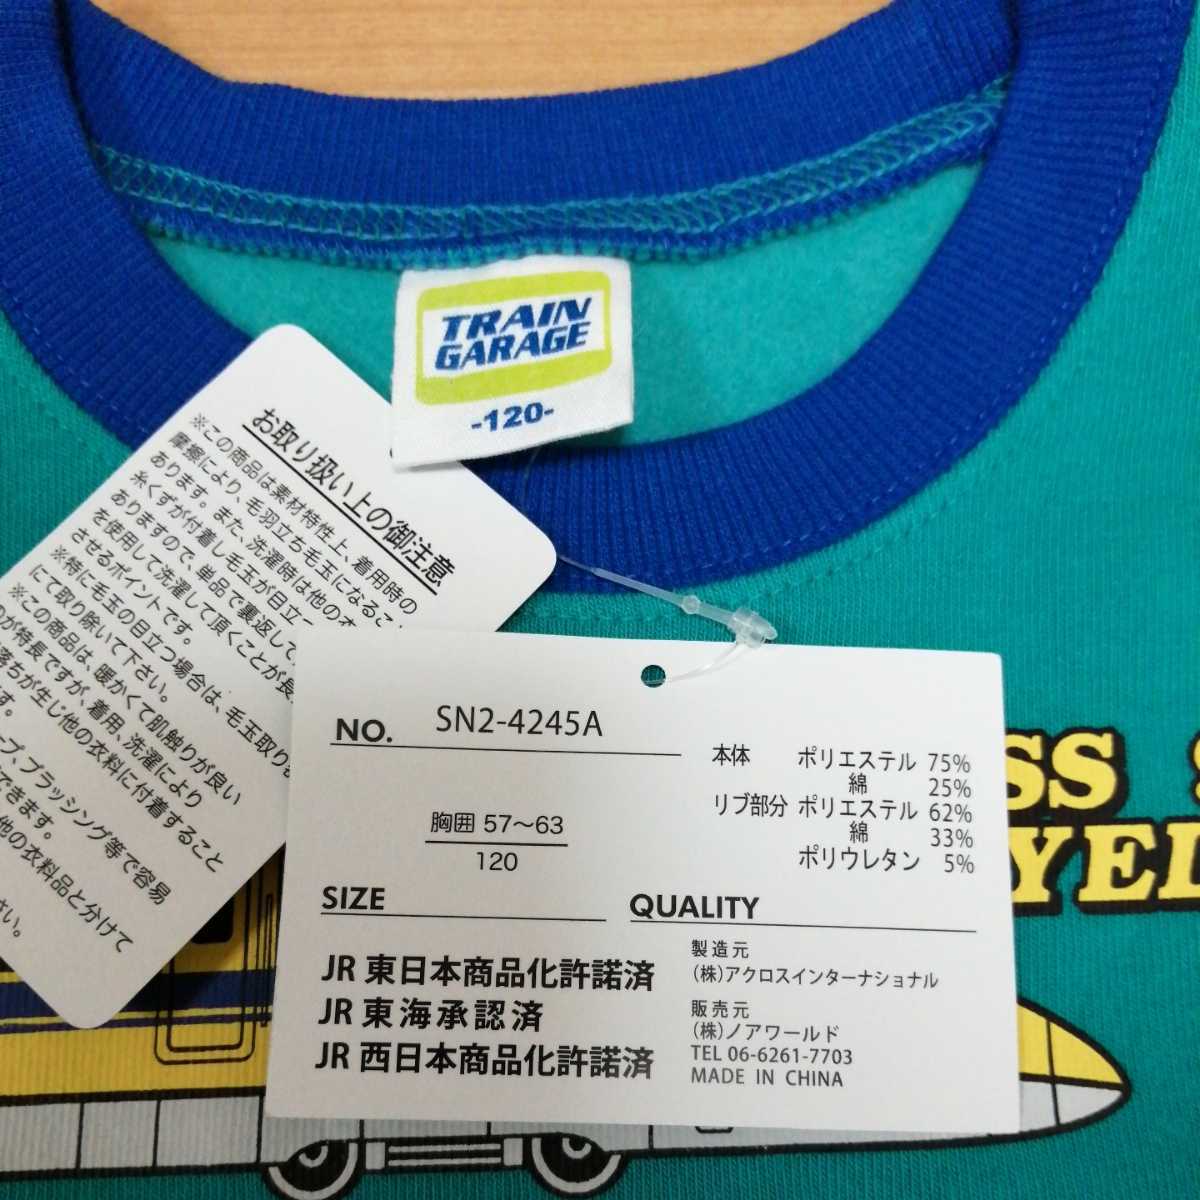 TRAIN
GARAGE
-120-
お取り扱い上の御注意
※この商品は素材特性上、着用時の
摩擦により、毛羽立ち毛玉になるこ
あります。また、洗濯時は他の
糸くずが付着し毛玉が目立つ
ありますので、単品で裏返して
を使用して洗濯して頂くことが長
させるポイントです。
※特に毛玉の目立つ場合は、毛玉取り
にて取り除いて下さい。
※この商品は、暖かくて肌触りが良い
が特長ですが、着用、洗濯により
落ちが生じ他の衣料に付着すること
す。
ープ、ブラッシング等で容易
できます。
他の衣料品と分けて
さい。
NO. SN2-4245A
胸囲 57～63
120
SIZE
本体 ポリエステル 75%
綿 25%
リブ部分 ポリエステル 62%
綿 33%
ポリウレタン 5%
QUALITY
JR 東日本商品化許諾済
JR 東海承認済
JR 西日本商品化許諾済
製造元
(株)アクロスインターナショナル
販売元
(株)ノアワールド
TEL 06-6261-7703
MADE IN CHINA
SS S
YEL